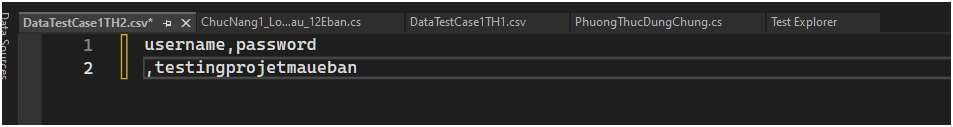 DataTestCase1TH2.csv* ChucNang1_Lo...au_12Eban.cs DataTestCase1TH1.csv PhuongThucDungChung.cs Test Explorer
Data Sources
1 username,password
2 ,testingprojetmaueban